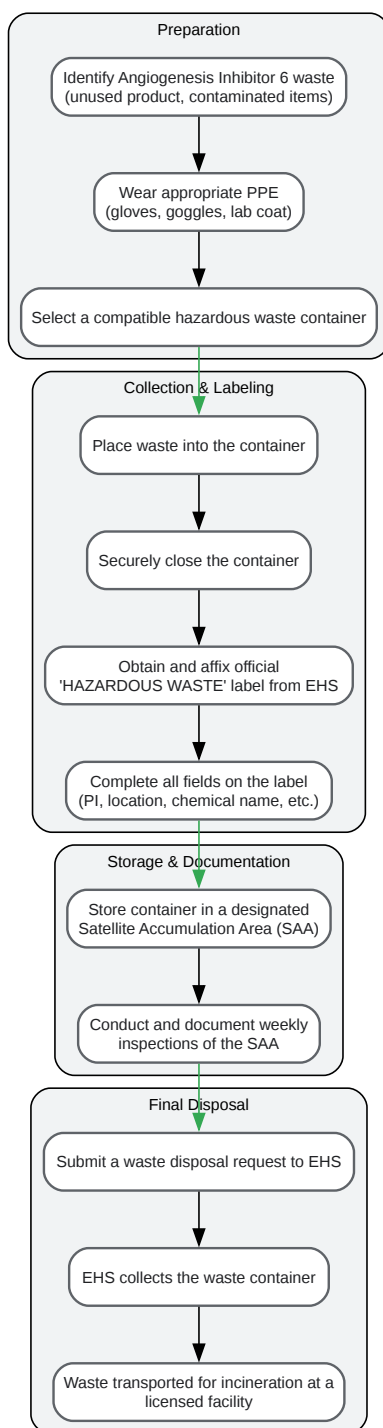 Preparation
Identify Angiogenesis Inhibitor 6 waste
(unused product, contaminated items)
Wear appropriate PPE
(gloves, goggles, lab coat)
Select a compatible hazardous waste container
Collection & Labeling
Place waste into the container
Securely close the container
Obtain and affix official
'HAZARDOUS WASTE' label from EHS
Complete all fields on the label
(PI, location, chemical name, etc.)
Storage & Documentation
Store container in a designated
Satellite Accumulation Area (SAA)
Conduct and document weekly
inspections of the SAA
Final Disposal
Submit a waste disposal request to EHS
EHS collects the waste container
Waste transported for incineration at a
licensed facility